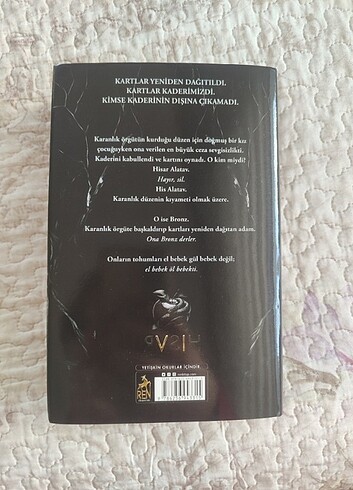 KARTLAR YENİDEN DAĞITILDI.
KARTLAR KADERİMİZDİ.
KİMSE KADERİNİN DIŞINA ÇIKAMADI.
Karanlık örgütün kurduğu düzen için doğmuş bir kız
çocuğuyken ona verilen en büyük ceza sevgisizlikti.
Kaderini kabullendi ve kartını oynadı. O kim miydi?
Hisar Alatav.
Hayır, sil.
His Alatav.
Karanlık düzenin kıyameti olmak üzere.
O ise Bronz.
Karanlık örgüte başkaldırıp kartları yeniden dağıtan adam.
Ona Bronz derler.
Onların tohumları el bebek gül bebek değil;
el bebek öl bebekti.
YETİŞKİN OKURLAR İÇİNDİR.
REN